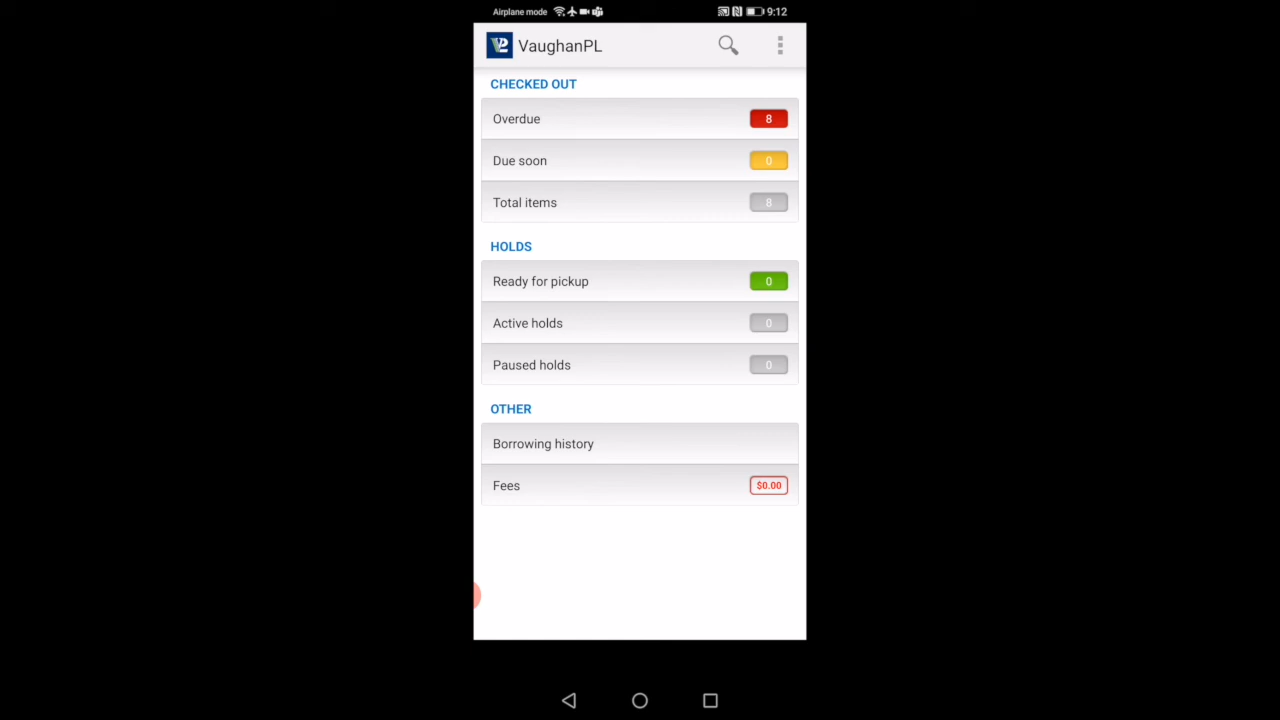 Airplane mode 9:12
VaughanPL
CHECKED OUT
Overdue 8
Due soon 0
Total items 8
HOLDS
Ready for pickup 0
Active holds 0
Paused holds 0
OTHER
Borrowing history
Fees $0.00